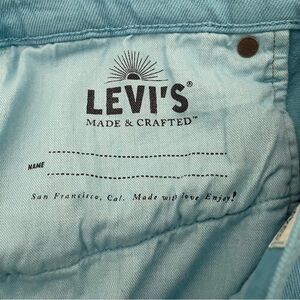 LEVI'S®
MADE & CRAFTED™
NAME
San Francisco, Cal. Made with love Enjoy!